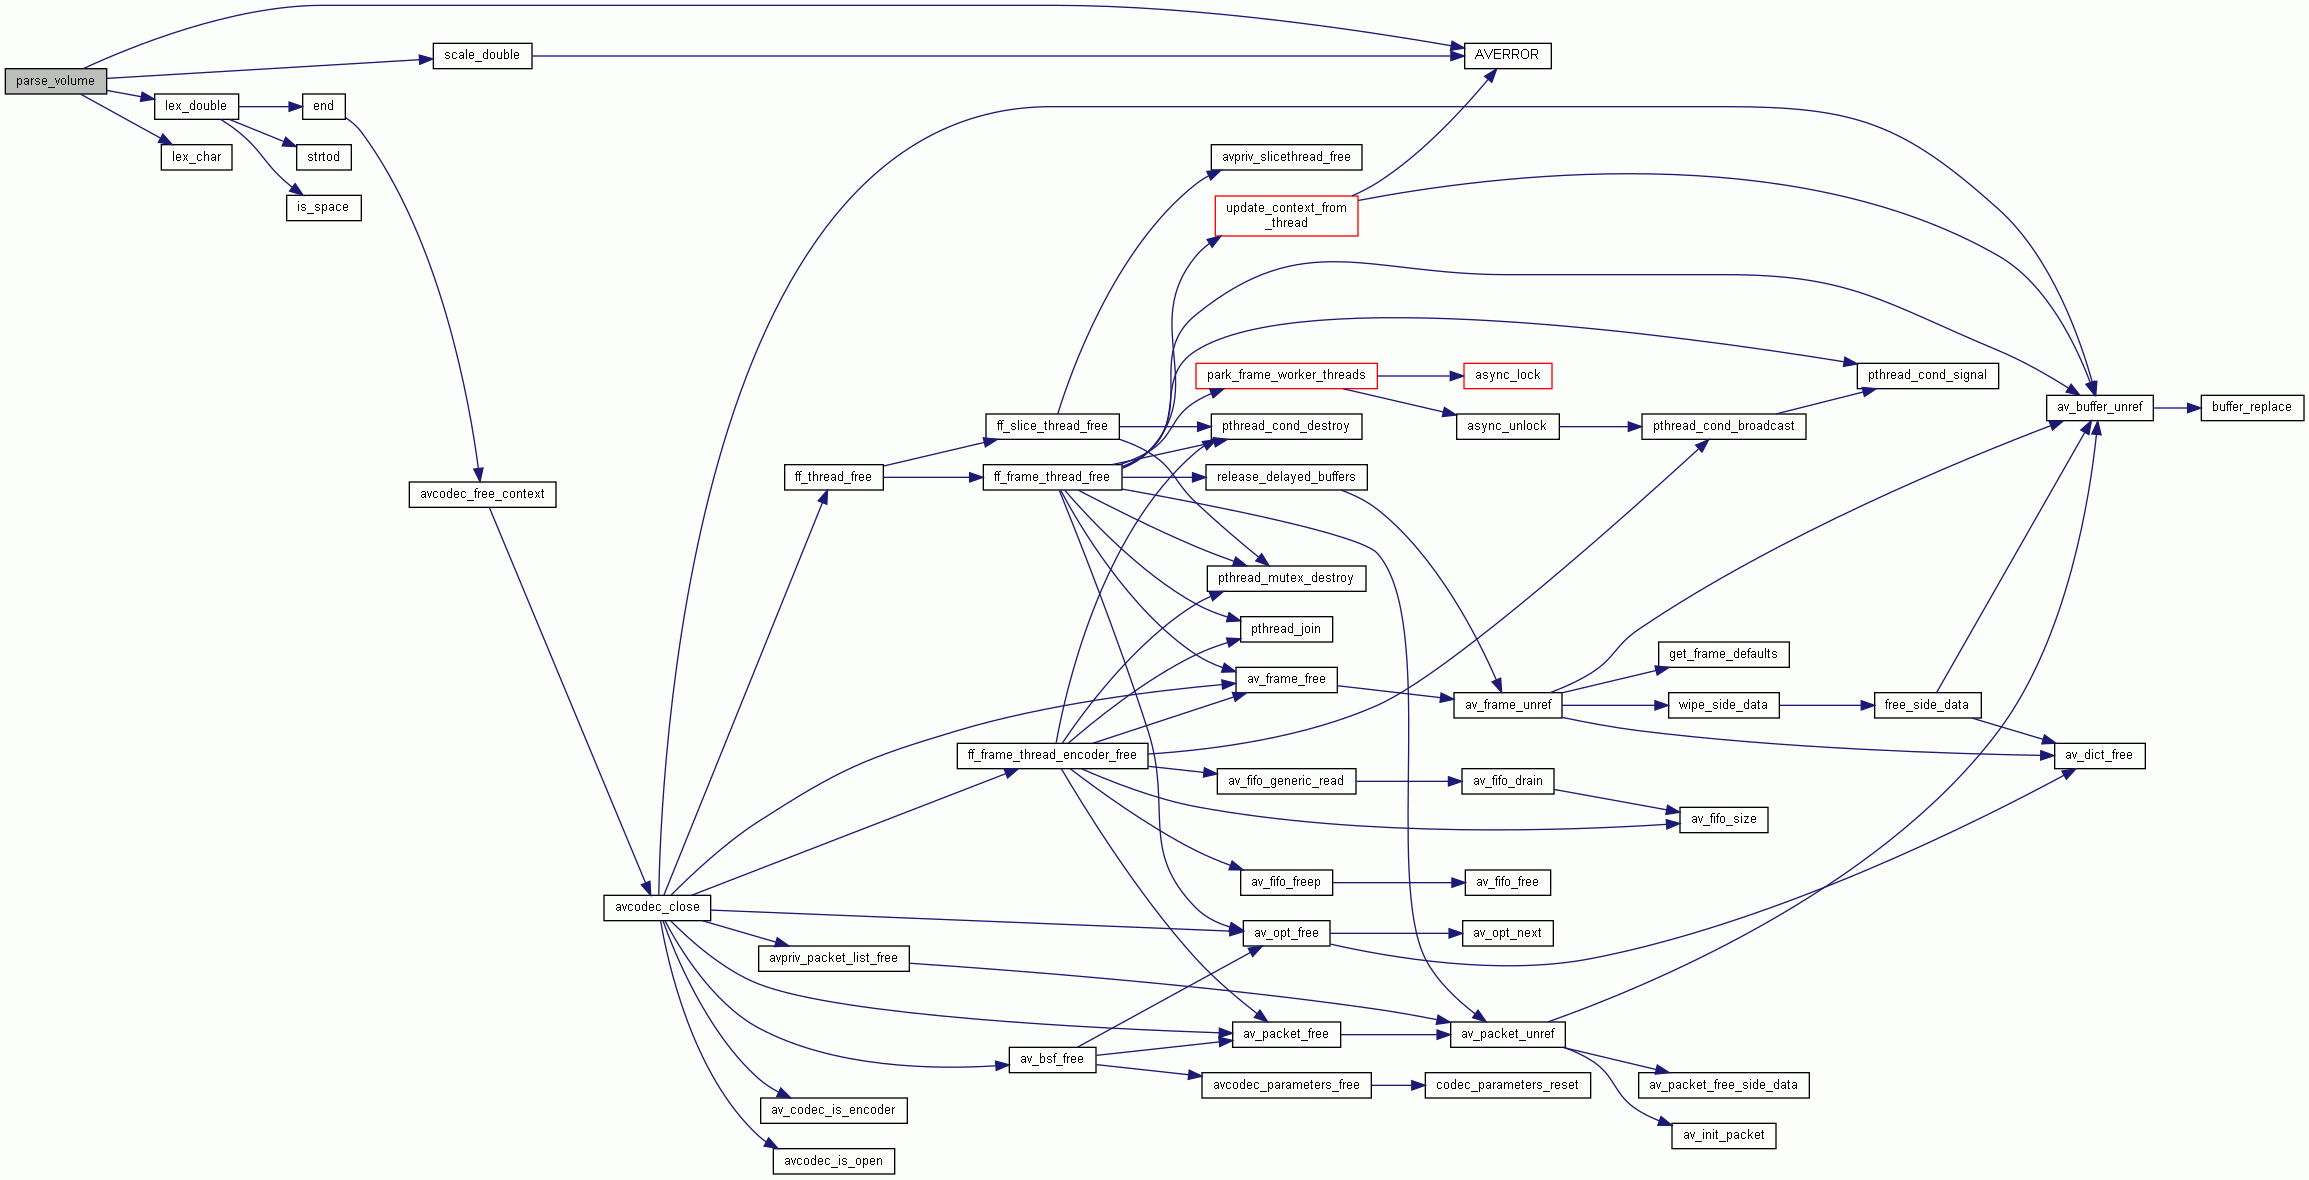 parse_volume
scale_double
AVERROR
lex_double
end
lex_char
strtod
is_space
avpriv_slicethread_free
update_context_from
_thread
park_frame_worker_threads
async_lock
pthread_cond_signal
av_buffer_unref
buffer_replace
ff_slice_thread_free
pthread_cond_destroy
async_unlock
pthread_cond_broadcast
ff_thread_free
ff_frame_thread_free
release_delayed_buffers
avcodec_free_context
pthread_mutex_destroy
pthread_join
get_frame_defaults
av_frame_free
av_frame_unref
wipe_side_data
free_side_data
ff_frame_thread_encoder_free
av_dict_free
av_fifo_generic_read
av_fifo_drain
av_fifo_size
av_fifo_freep
av_fifo_free
avcodec_close
av_opt_free
av_opt_next
avpriv_packet_list_free
av_packet_free
av_packet_unref
av_bsf_free
avcodec_parameters_free
codec_parameters_reset
av_packet_free_side_data
av_codec_is_encoder
av_init_packet
avcodec_is_open